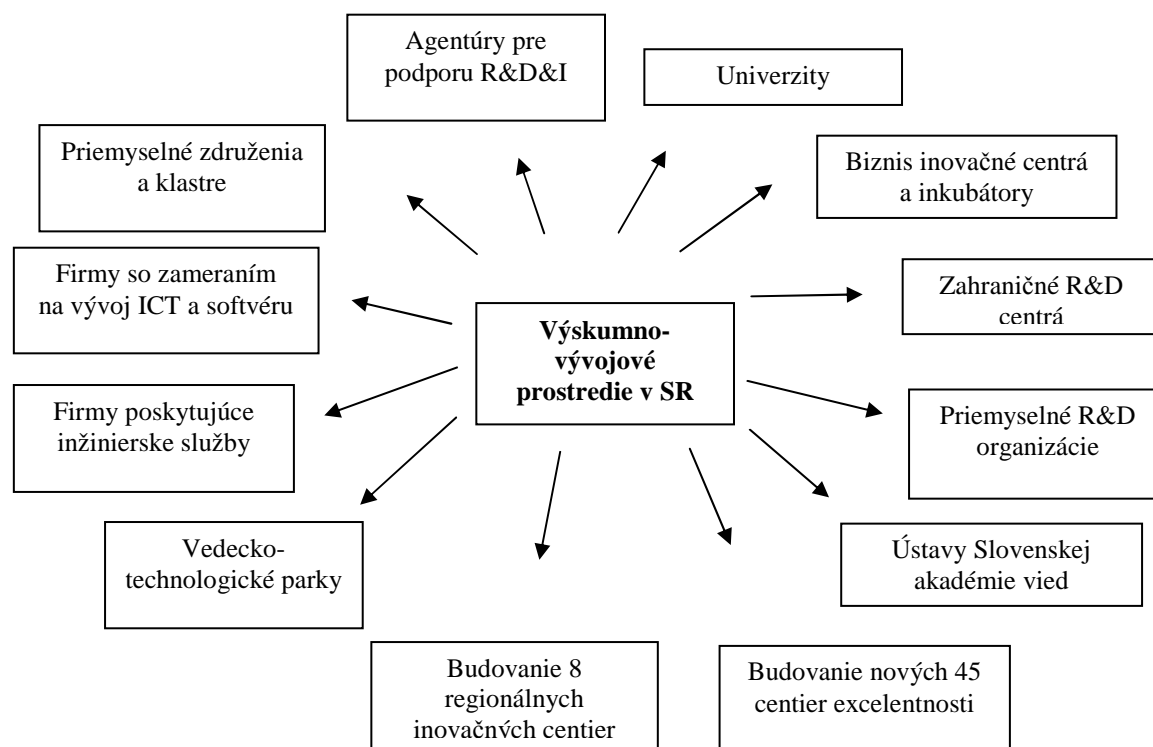 Agentúry pre
podporu R&D&I
Univerzity
Priemyselné združenia
a klastre
Biznis inovačné centrá
a inkubátory
Firmy so zameraním
na vývoj ICT a softvéru
Zahraničné R&D
centrá
Výskumno-
vývojové
prostredie v SR
Firmy poskytujúce
inžinierske služby
Priemyselné R&D
organizácie
Vedecko-
technologické parky
Ústavy Slovenskej
akadémie vied
Budovanie 8
regionálnych
inovačných centier
Budovanie nových 45
centier excelentnosti